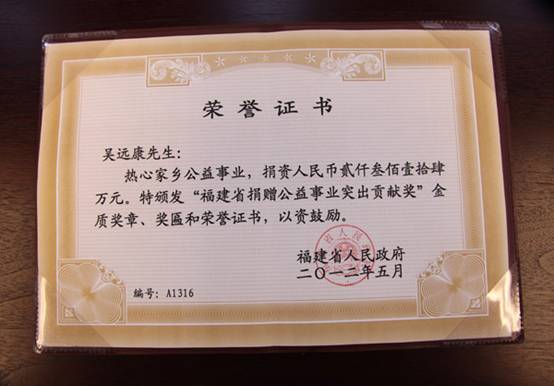 荣誉证书
吴远康先生：
热心家乡公益事业，捐资人民币贰仟叁佰壹拾肆
万元。特颁发“福建省捐赠公益事业突出贡献奖”金
质奖章、奖匾和荣誉证书，以资鼓励。
福建省人民政府
二〇一二年五月
编号：A1316